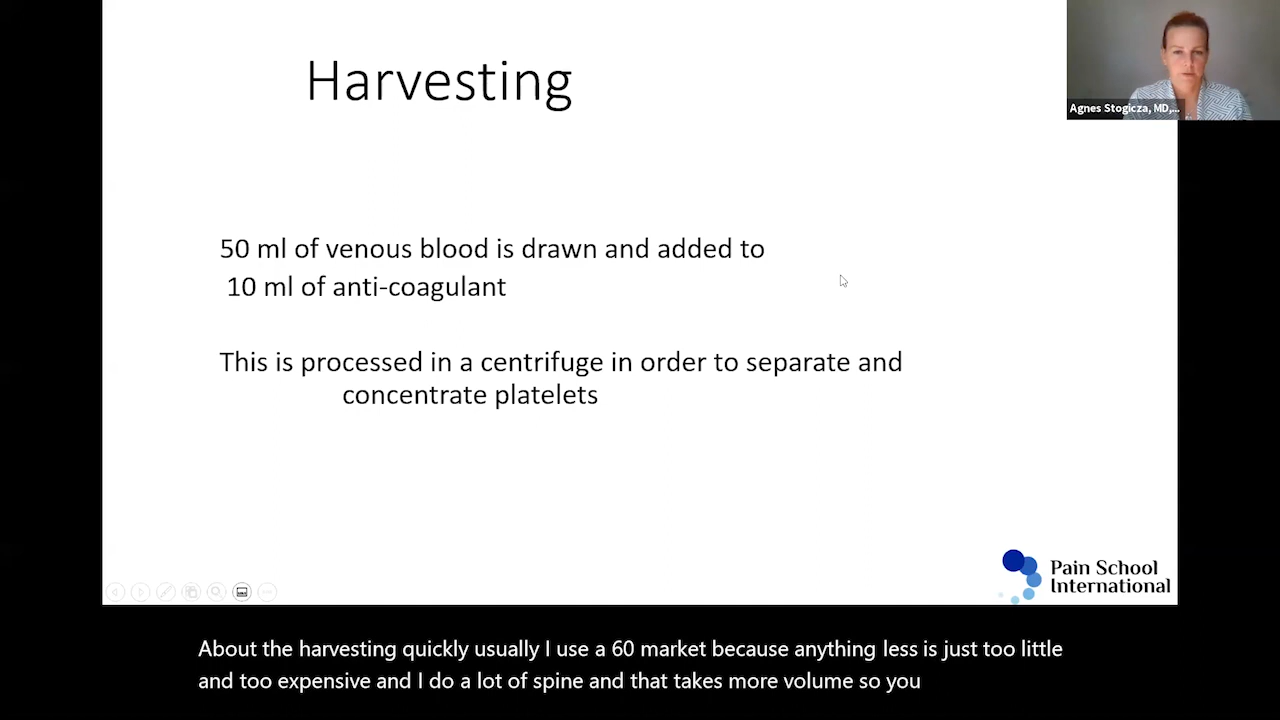 Harvesting
Agnes Stogicza, MD,...
50 ml of venous blood is drawn and added to
10 ml of anti-coagulant
This is processed in a centrifuge in order to separate and
concentrate platelets
Pain School
International
About the harvesting quickly usually I use a 60 market because anything less is just too little
and too expensive and I do a lot of spine and that takes more volume so you